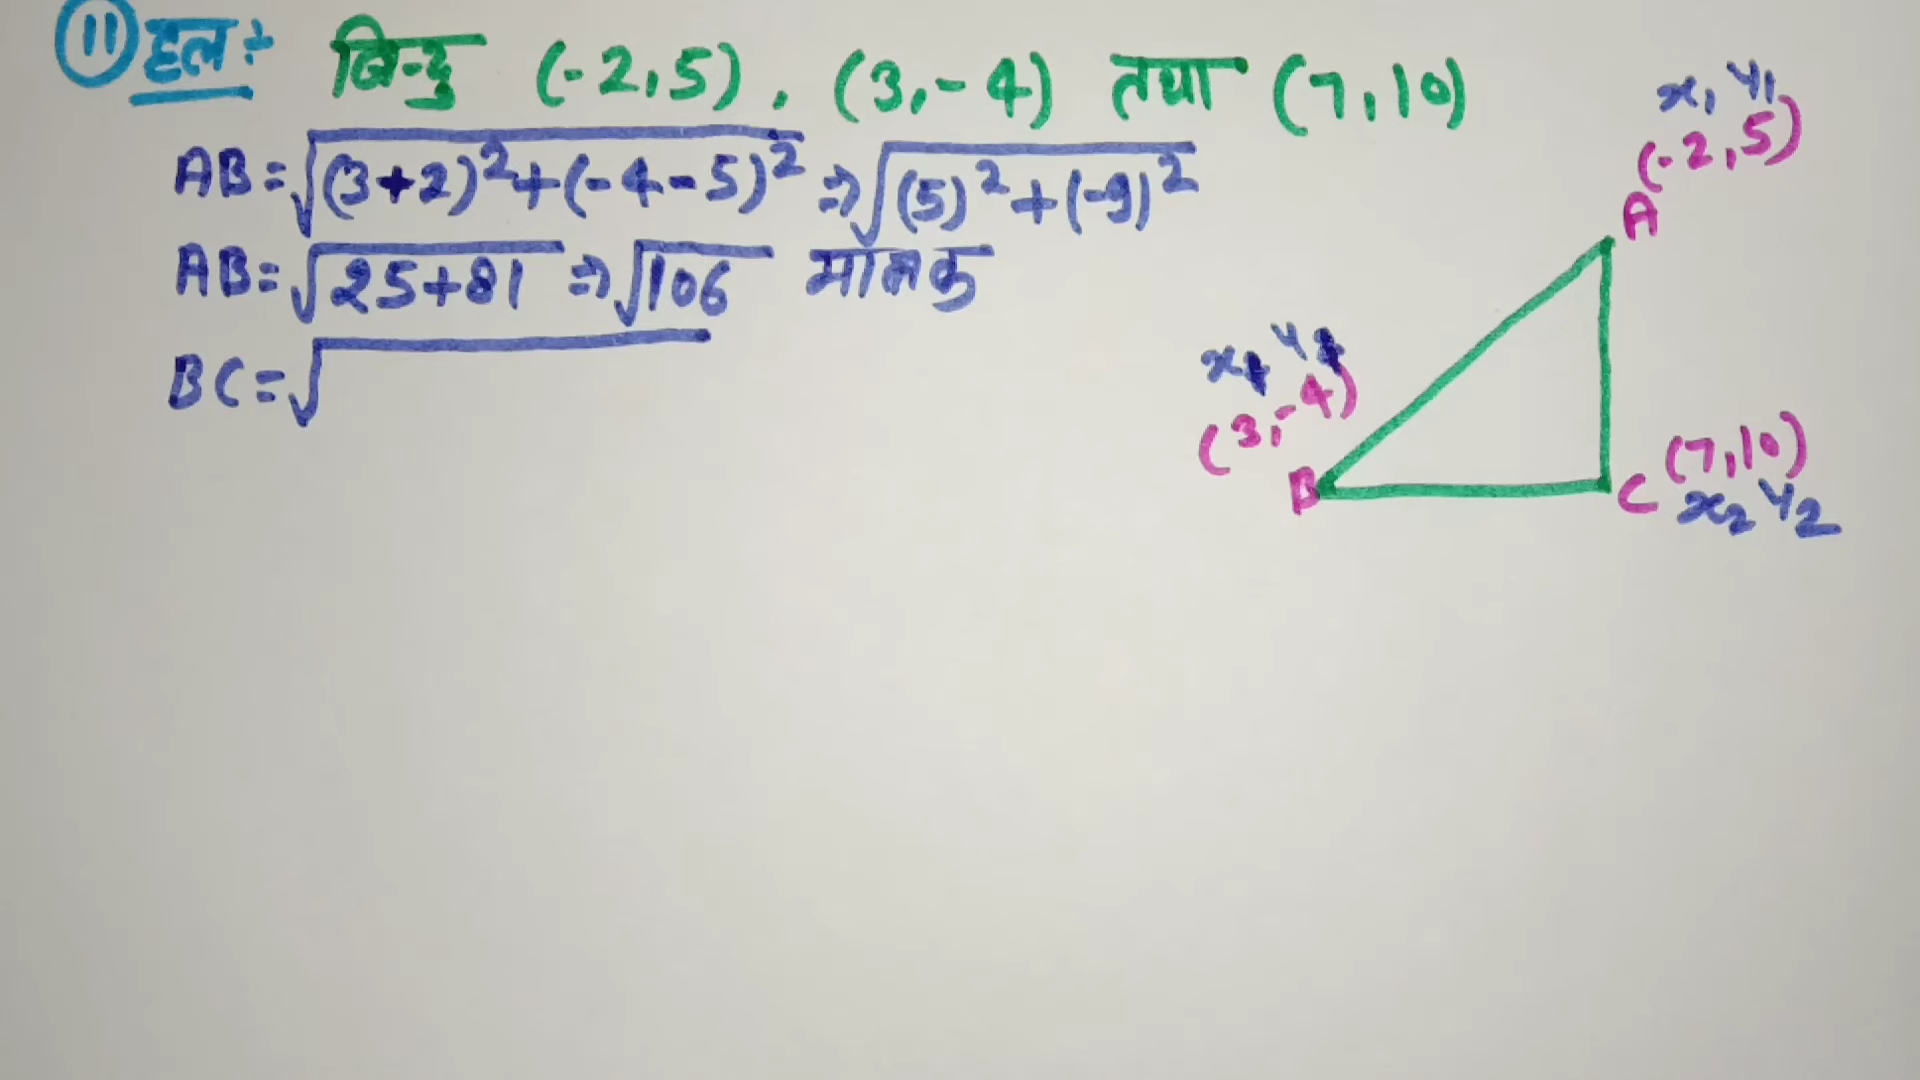 11 हल :-
बिन्दु (-2,5), (3,-4) तथा (7,10)
AB=√(3+2)²+(-4-5)² ⇒ √(5)²+(-9)²
AB=√25+81 ⇒ √106 मात्रक
BC=√
x₁ y₁
(-2,5)
A
(3,-4)
B
(7,10)
C x₂ y₂